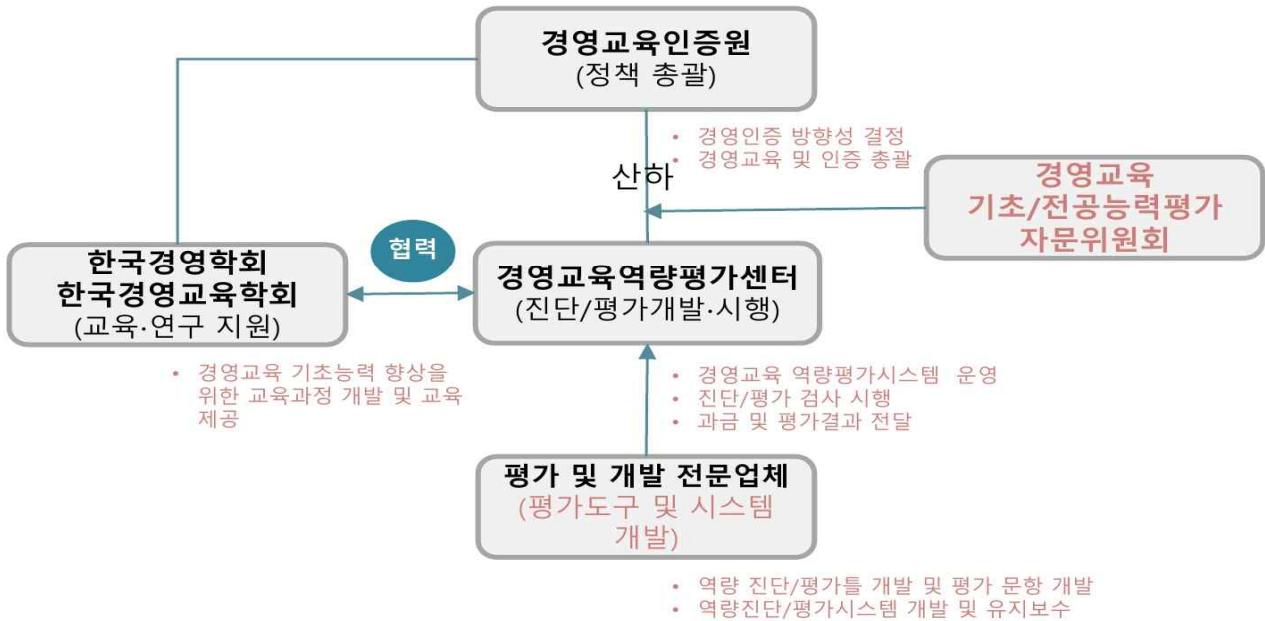 경영교육인증원
(정책 총괄)
• 경영인증 방향성 결정
• 경영교육 및 인증 총괄
산하
경영교육
기초/전공능력평가
자문위원회
한국경영학회
한국경영교육학회
(교육·연구 지원)
협력
경영교육역량평가센터
(진단/평가개발·시행)
• 경영교육 기초능력 향상을
위한 교육과정 개발 및 교육
제공
• 경영교육 역량평가시스템 운영
• 진단/평가 검사 시행
• 과금 및 평가결과 전달
평가 및 개발 전문업체
(평가도구 및 시스템
개발)
• 역량 진단/평가틀 개발 및 평가 문항 개발
• 역량진단/평가시스템 개발 및 유지보수